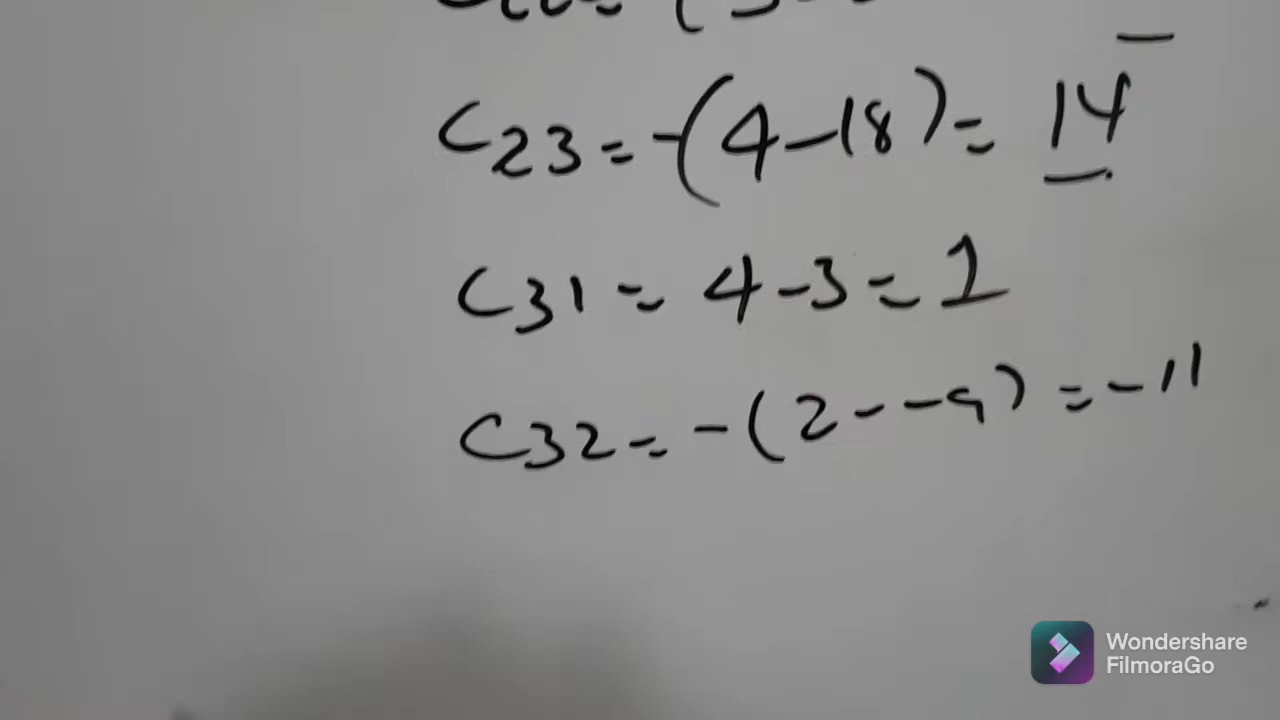 C23 = -(4-18) = 14
C31 = 4-3 = 1
C32 = -(2--9) = -11
Wondershare
FilmoraGo